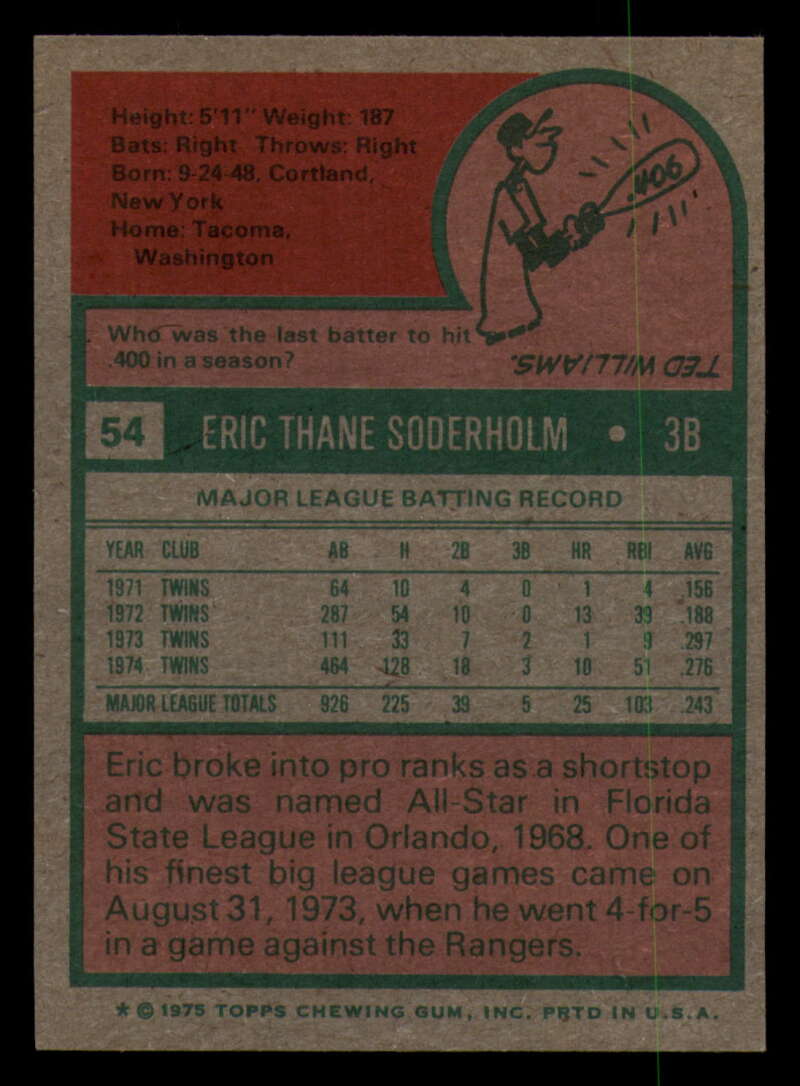 Height: 5'11" Weight: 187
Bats: Right Throws: Right
Born: 9-24-48, Cortland,
New York
Home: Tacoma,
Washington
.406
Who was the last batter to hit
.400 in a season?
TED WILLIAMS.
54 ERIC THANE SODERHOLM • 3B
MAJOR LEAGUE BATTING RECORD
YEAR CLUB AB H 2B 3B HR RBI AVG
1971 TWINS 64 10 4 0 1 4 .156
1972 TWINS 287 54 10 0 13 39 .188
1973 TWINS 111 33 7 2 1 9 .297
1974 TWINS 464 128 18 3 10 51 .276
MAJOR LEAGUE TOTALS 926 225 39 5 25 103 .243
Eric broke into pro ranks as a shortstop
and was named All-Star in Florida
State League in Orlando, 1968. One of
his finest big league games came on
August 31, 1973, when he went 4-for-5
in a game against the Rangers.
* © 1975 TOPPS CHEWING GUM, INC. PRTD IN U.S.A.